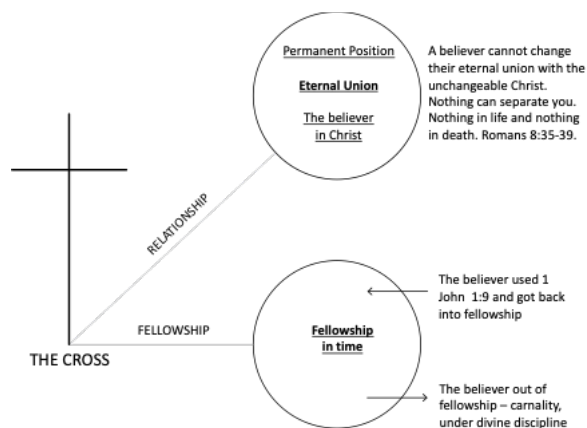 Permanent Position
Eternal Union
The believer
in Christ
A believer cannot change
their eternal union with the
unchangeable Christ.
Nothing can separate you.
Nothing in life and nothing
in death. Romans 8:35-39.
RELATIONSHIP
FELLOWSHIP
THE CROSS
Fellowship
in time
The believer used 1
John 1:9 and got back
into fellowship
The believer out of
fellowship – carnality,
under divine discipline